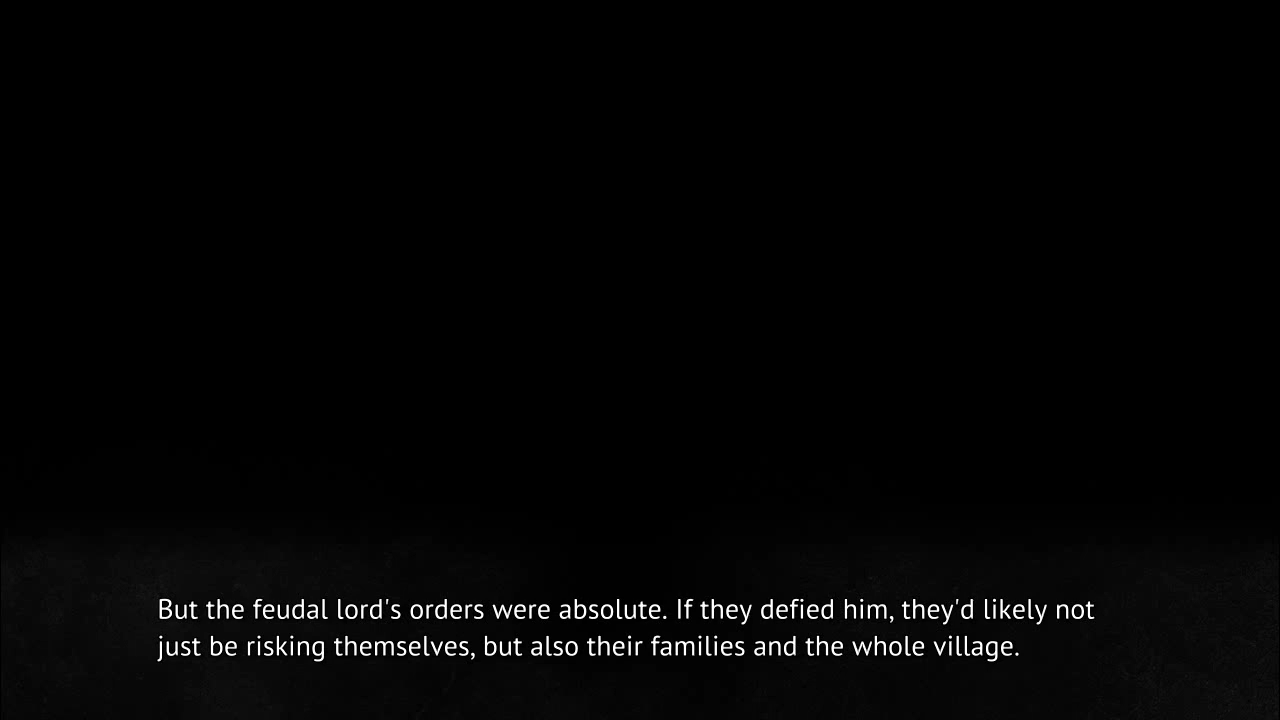 But the feudal lord's orders were absolute. If they defied him, they'd likely not
just be risking themselves, but also their families and the whole village.